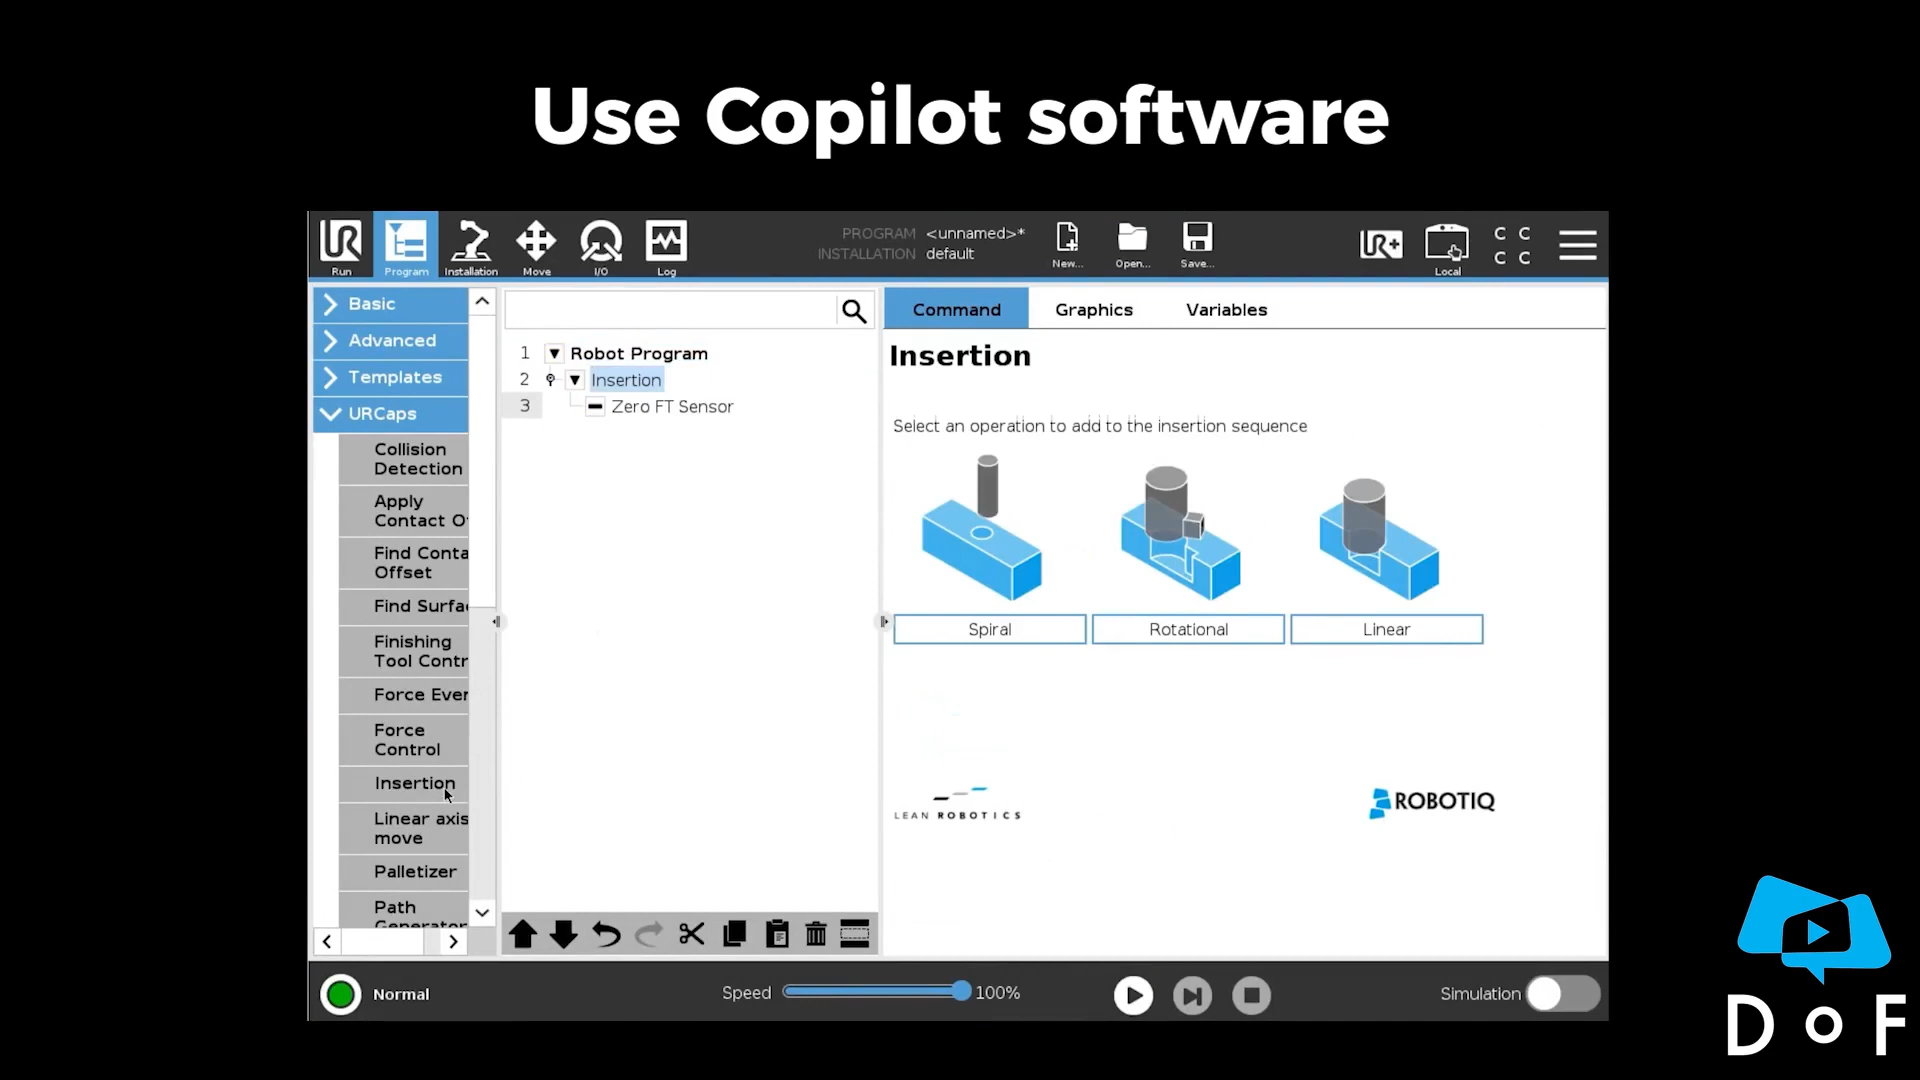 Use Copilot software
Run
Program
Installation
Move
I/O
Log
PROGRAM <unnamed>*
INSTALLATION default
New...
Open...
Save...
UR+
Local
C C
C C
Basic
Advanced
Templates
URCaps
Collision
Detection
Apply
Contact O
Find Conta
Offset
Find Surfa
Finishing
Tool Contr
Force Ever
Force
Control
Insertion
Linear axis
move
Palletizer
Path
Generator
1 Robot Program
2 Insertion
3 Zero FT Sensor
Command Graphics Variables
Insertion
Select an operation to add to the insertion sequence
Spiral Rotational Linear
LEAN ROBOTICS
ROBOTIQ
Normal
Speed 100%
Simulation
DoF